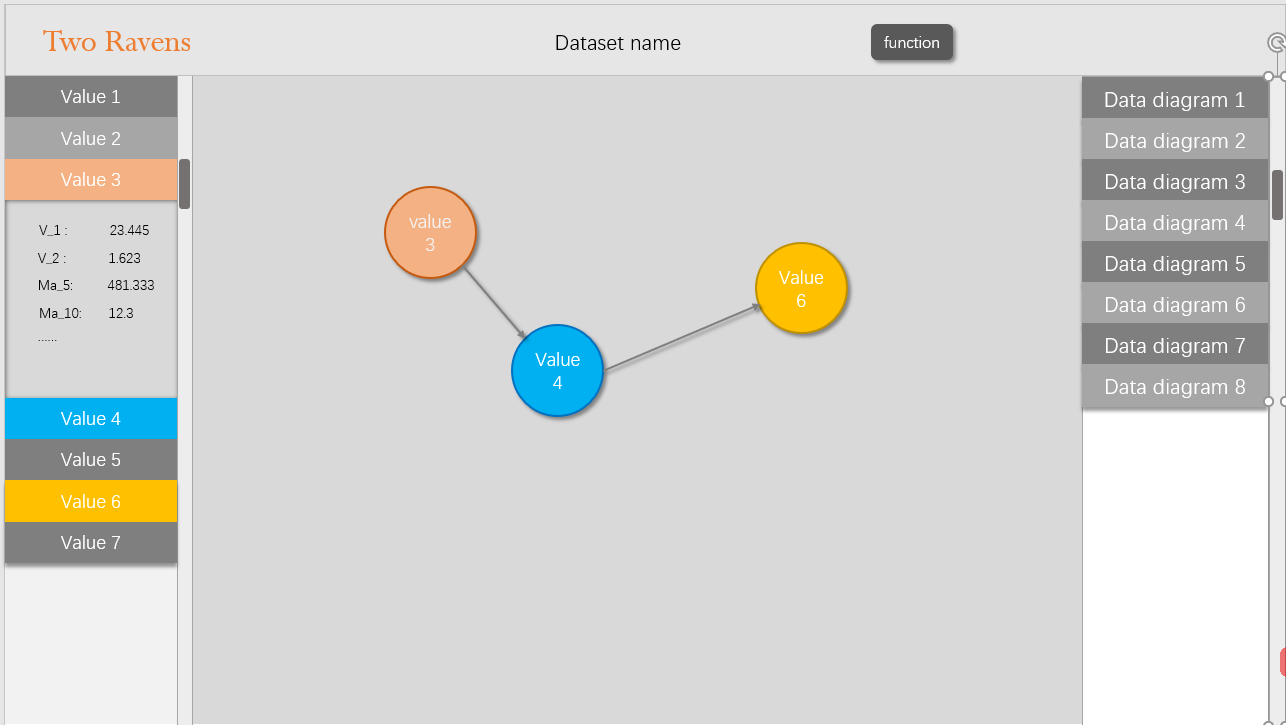 Two Ravens
Dataset name
function
Value 1
Value 2
Value 3
V_1 : 23.445
V_2 : 1.623
Ma_5: 481.333
Ma_10: 12.3
......
Value 4
Value 5
Value 6
Value 7
value
3
Value
4
Value
6
Data diagram 1
Data diagram 2
Data diagram 3
Data diagram 4
Data diagram 5
Data diagram 6
Data diagram 7
Data diagram 8